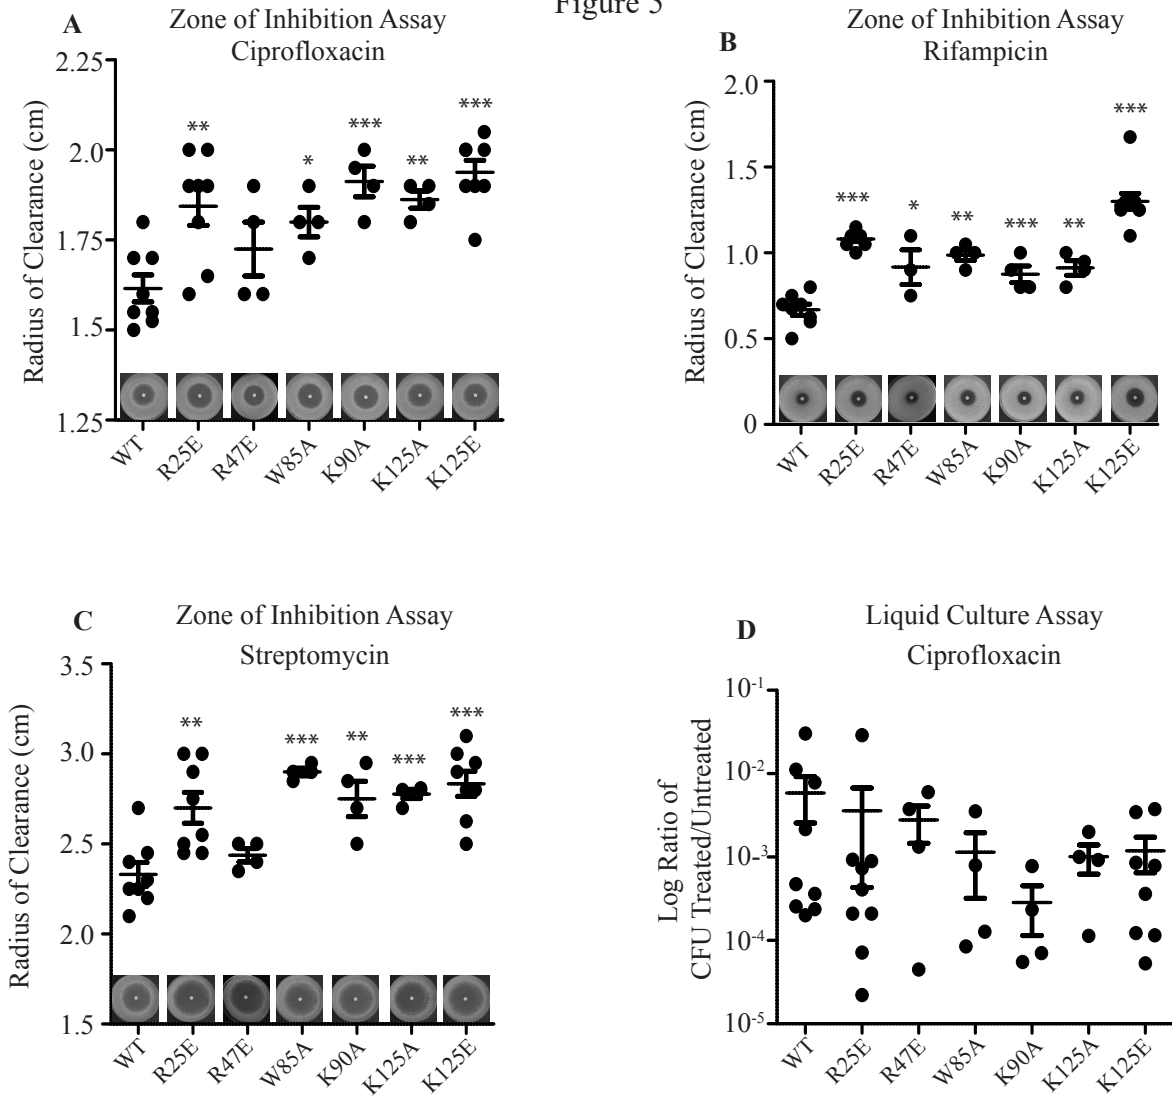 Figure 5
A
Zone of Inhibition Assay
Ciprofloxacin
Radius of Clearance (cm)
2.25
2.0
1.75
1.5
1.25
**
*
***
**
***
WT
R25E
R47E
W85A
K90A
K125A
K125E
B
Zone of Inhibition Assay
Rifampicin
Radius of Clearance (cm)
2.0
1.5
1.0
0.5
0
***
*
**
***
**
***
WT
R25E
R47E
W85A
K90A
K125A
K125E
C
Zone of Inhibition Assay
Streptomycin
Radius of Clearance (cm)
3.5
3.0
2.5
2.0
1.5
**
***
**
***
***
WT
R25E
R47E
W85A
K90A
K125A
K125E
D
Liquid Culture Assay
Ciprofloxacin
Log Ratio of
CFU Treated/Untreated
10⁻¹
10⁻²
10⁻³
10⁻⁴
10⁻⁵
WT
R25E
R47E
W85A
K90A
K125A
K125E